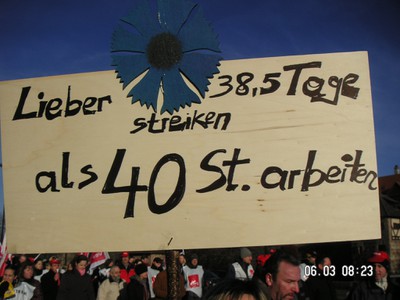 Lieber 38,5 Tage
streiken
als 40 St. arbeiten
06.03 08:23